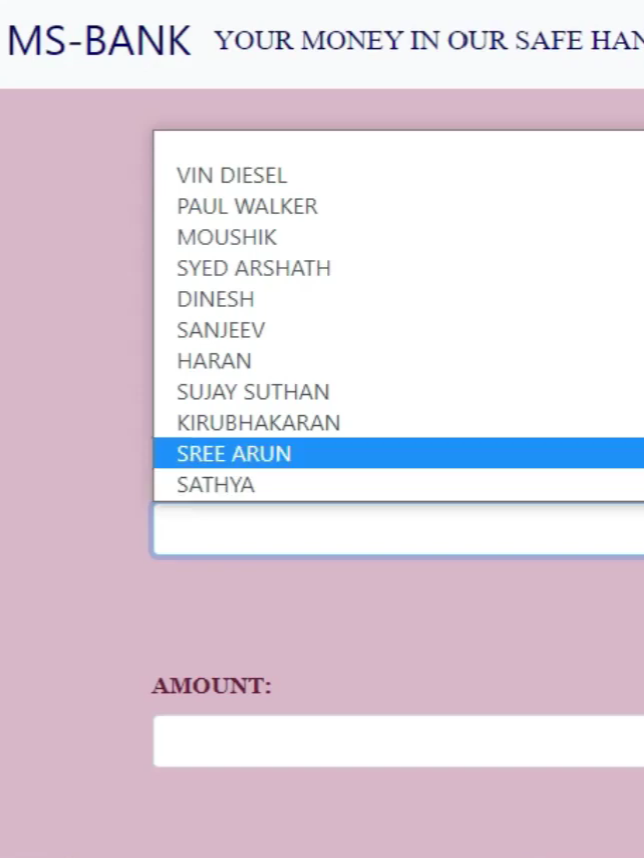 MS-BANK YOUR MONEY IN OUR SAFE
VIN DIESEL
PAUL WALKER
MOUSHIK
SYED ARSHATH
DINESH
SANJEEV
HARAN
SUJAY SUTHAN
KIRUBHAKARAN
SREE ARUN
SATHYA
AMOUNT: